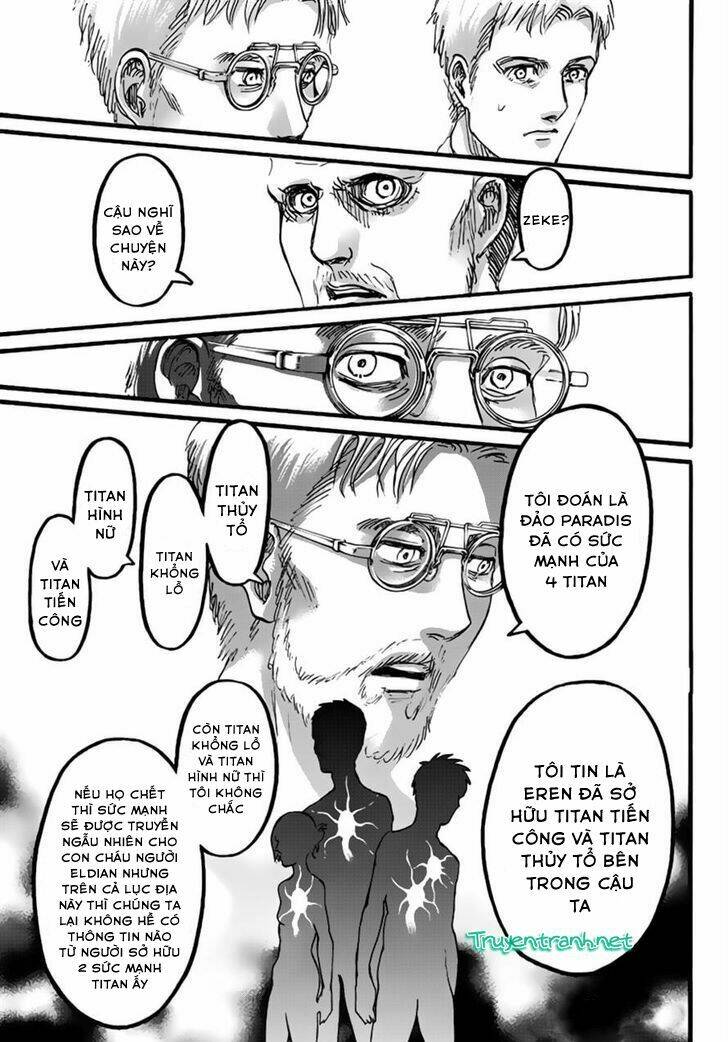 ZEKE?
CẬU NGHĨ
SAO VỀ
CHUYỆN
NÀY?
TÔI ĐOÁN LÀ
ĐẢO PARADIS
ĐÃ CÓ SỨC
MẠNH CỦA
4 TITAN
TITAN
THỦY
TỔ
TITAN
KHỔNG
LỒ
TITAN
HÌNH
NỮ
VÀ
TITAN
TIẾN
CÔNG
TÔI TIN LÀ
EREN ĐÃ SỞ
HỮU TITAN TIẾN
CÔNG VÀ TITAN
THỦY TỔ BÊN
TRONG CẬU
TA
CÒN TITAN
KHỔNG LỒ
VÀ TITAN
HÌNH NỮ THÌ
TÔI KHÔNG
CHẮC
NẾU HỌ CHẾT
THÌ SỨC MẠNH
SẼ ĐƯỢC TRUYỀN
NGẪU NHIÊN CHO
CON CHÁU NGƯỜI
ELDIAN NHƯNG
TRÊN CẢ LỤC ĐỊA
NÀY THÌ CHÚNG TA
LẠI KHÔNG HỀ CÓ
THÔNG TIN NÀO
TỪ NGƯỜI SỞ HỮU
2 SỨC MẠNH
TITAN ẤY
Truyentranh.net